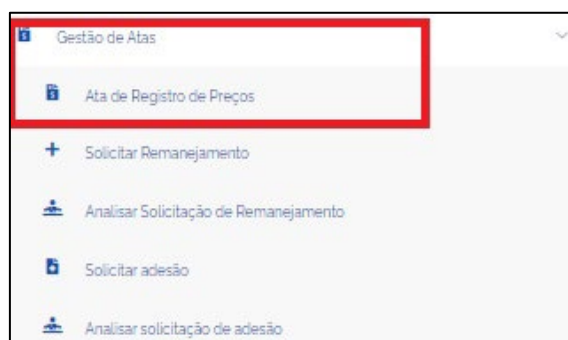 Gestão de Atas
Ata de Registro de Preços
Solicitar Remanejamento
Analisar Solicitação de Remanejamento
Solicitar adesão
Analisar solicitação de adesão